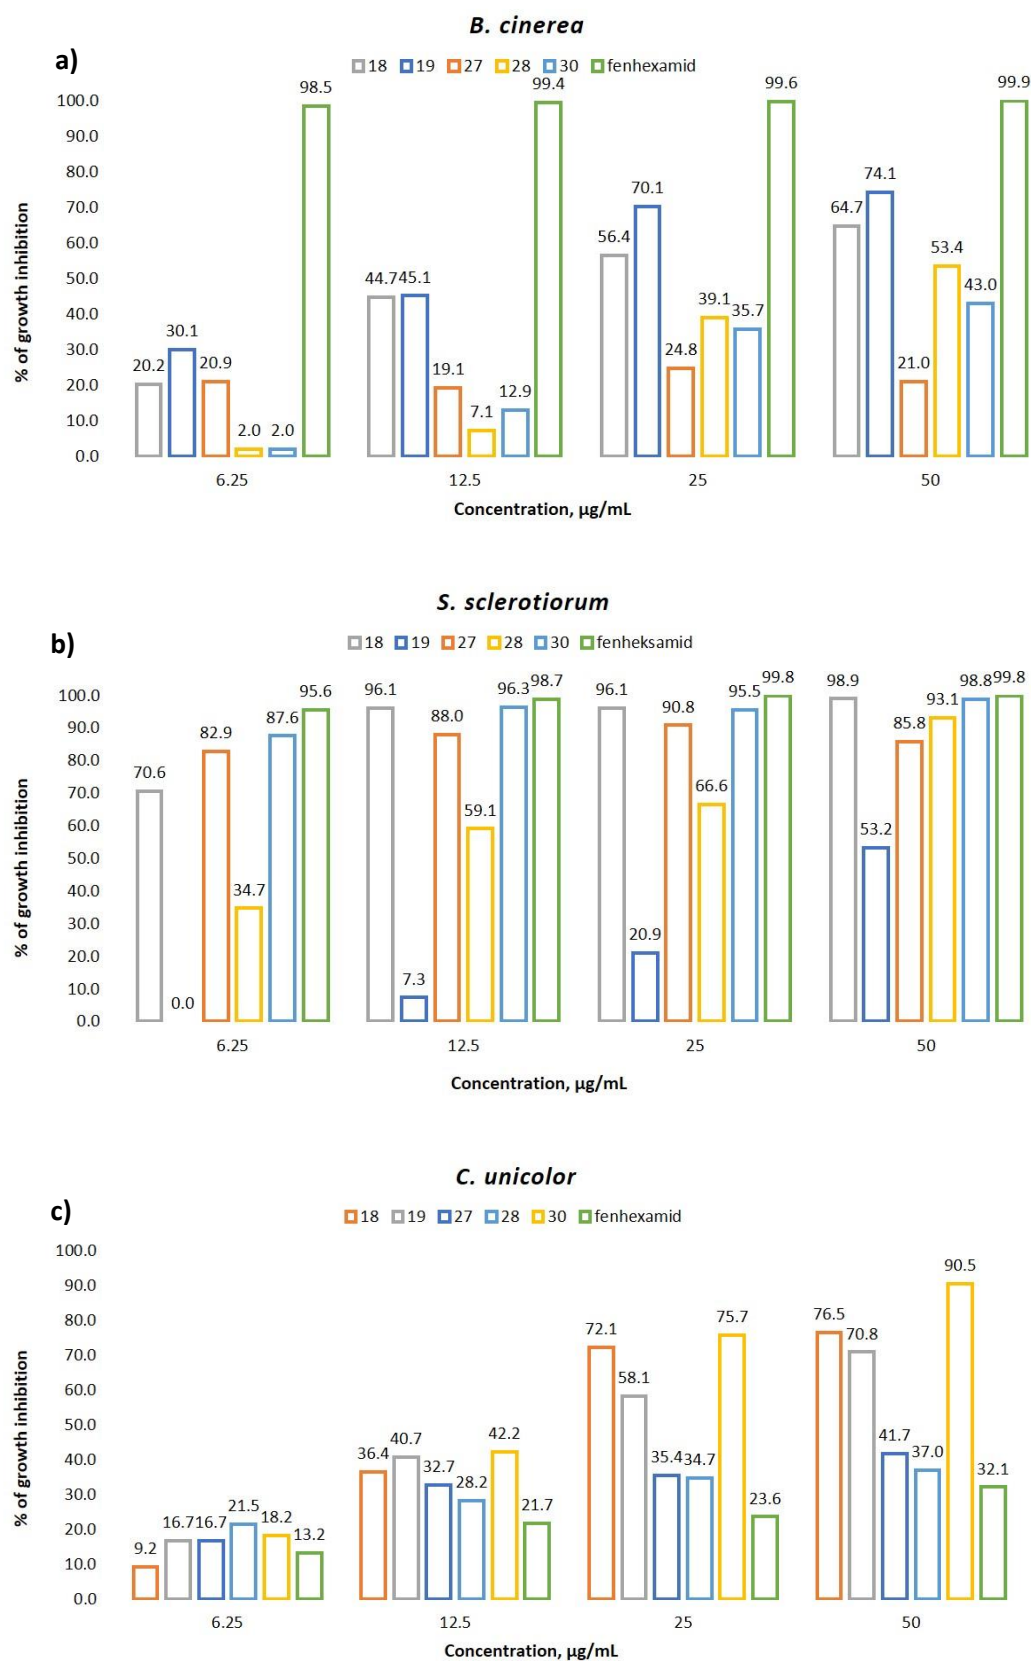 B. cinerea
a)
18 19 27 28 30 fenhexamid
% of growth inhibition
100.0
90.0
80.0
70.0
60.0
50.0
40.0
30.0
20.0
10.0
0.0
20.2 30.1 20.9 2.0 2.0 98.5
44.7 45.1 19.1 7.1 12.9 99.4
56.4 70.1 24.8 39.1 35.7 99.6
64.7 74.1 21.0 53.4 43.0 99.9
6.25 12.5 25 50
Concentration, µg/mL
S. sclerotiorum
b)
18 19 27 28 30 fenheksamid
% of growth inhibition
100.0
90.0
80.0
70.0
60.0
50.0
40.0
30.0
20.0
10.0
0.0
70.6 0.0 82.9 34.7 87.6 95.6
96.1 7.3 88.0 59.1 96.3 98.7
96.1 20.9 90.8 66.6 95.5 99.8
98.9 53.2 85.8 93.1 98.8 99.8
6.25 12.5 25 50
Concentration, µg/mL
C. unicolor
c)
18 19 27 28 30 fenhexamid
% of growth inhibition
100.0
90.0
80.0
70.0
60.0
50.0
40.0
30.0
20.0
10.0
0.0
9.2 16.7 16.7 21.5 18.2 13.2
36.4 40.7 32.7 28.2 42.2 21.7
72.1 58.1 35.4 34.7 75.7 23.6
76.5 70.8 41.7 37.0 90.5 32.1
6.25 12.5 25 50
Concentration, µg/mL